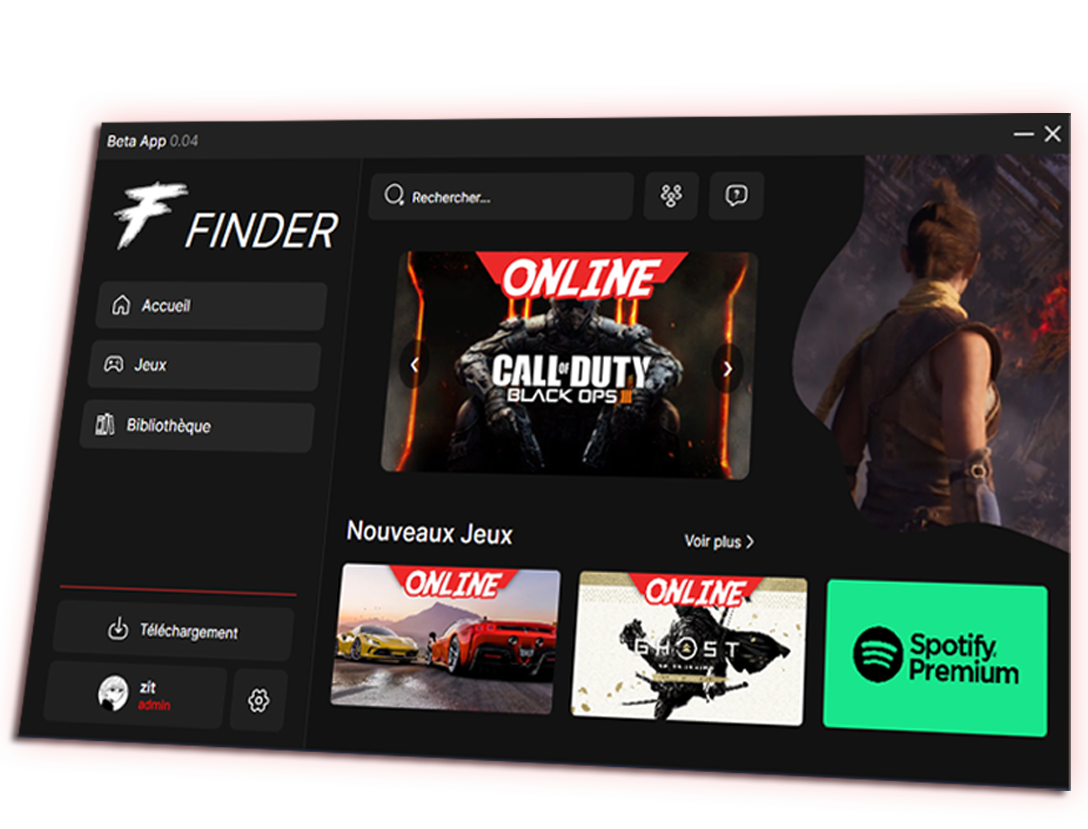 Beta App 0.04
FINDER
Rechercher...
Accueil
Jeux
Bibliothèque
ONLINE
CALL OF DUTY
BLACK OPS III
Nouveaux Jeux
Voir plus
ONLINE
ONLINE
GHOST
Spotify
Premium
Téléchargement
zit
admin